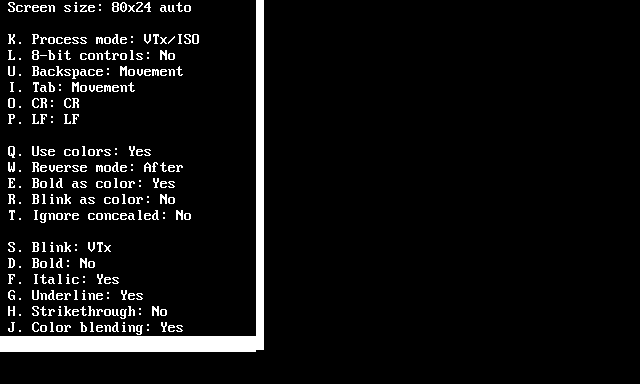 Screen size: 80x24 auto
K. Process mode: VTx/ISO
L. 8-bit controls: No
U. Backspace: Movement
I. Tab: Movement
O. CR: CR
P. LF: LF
Q. Use colors: Yes
W. Reverse mode: After
E. Bold as color: Yes
R. Blink as color: No
T. Ignore concealed: No
S. Blink: VTx
D. Bold: No
F. Italic: Yes
G. Underline: Yes
H. Strikethrough: No
J. Color blending: Yes